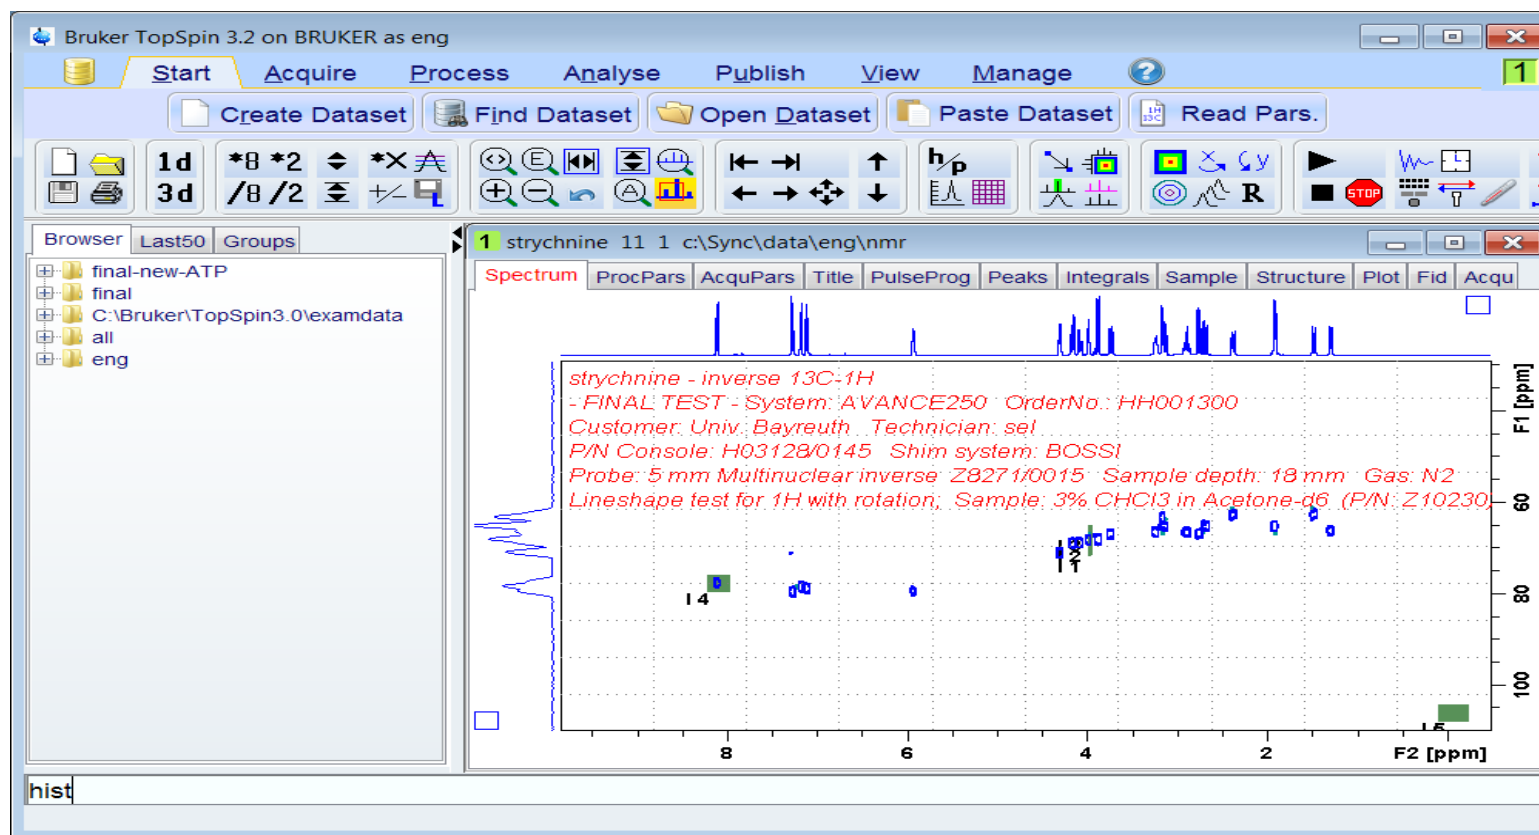 Bruker TopSpin 3.2 on BRUKER as eng
Start Acquire Process Analyse Publish View Manage ? 1
Create Dataset Find Dataset Open Dataset Paste Dataset 1H 13C Read Pars.
1d *8 *2 *X E h/p
3d /8 /2 +/- L A R STOP
Browser Last50 Groups
final-new-ATP
final
C:\Bruker\TopSpin3.0\examdata
all
eng
1 strychnine 11 1 c:\Sync\data\eng\nmr
Spectrum ProcPars AcquPars Title PulseProg Peaks Integrals Sample Structure Plot Fid Acqu
strychnine - inverse 13C-1H
- FINAL TEST - System: AVANCE250 OrderNo.: HH001300
Customer: Univ. Bayreuth Technician: sel
P/N Console: H03128/0145 Shim system: BOSSI
Probe: 5 mm Multinuclear inverse Z8271/0015 Sample depth: 18 mm Gas: N2
Lineshape test for 1H with rotation; Sample: 3% CHCl3 in Acetone-d6 (P/N: Z10230)
F1 [ppm]
60
80
100
2
1
I 4
I 5
8 6 4 2 F2 [ppm]
hist